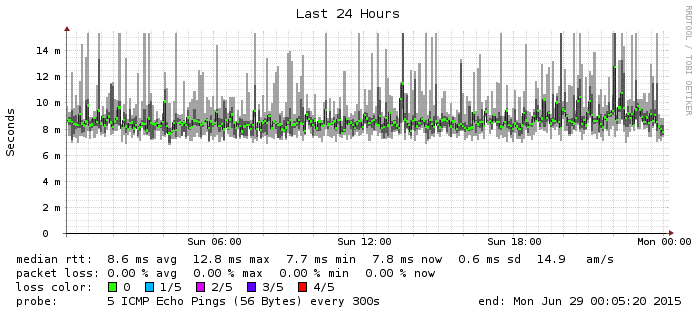 Last 24 Hours
RRDTOOL / TOBI OETIKER
Seconds
14 m
12 m
10 m
8 m
6 m
4 m
2 m
0
Sun 06:00 Sun 12:00 Sun 18:00 Mon 00:00
median rtt: 8.6 ms avg 12.8 ms max 7.7 ms min 7.8 ms now 0.6 ms sd 14.9 am/s
packet loss: 0.00 % avg 0.00 % max 0.00 % min 0.00 % now
loss color: 0 1/5 2/5 3/5 4/5
probe: 5 ICMP Echo Pings (56 Bytes) every 300s end: Mon Jun 29 00:05:20 2015